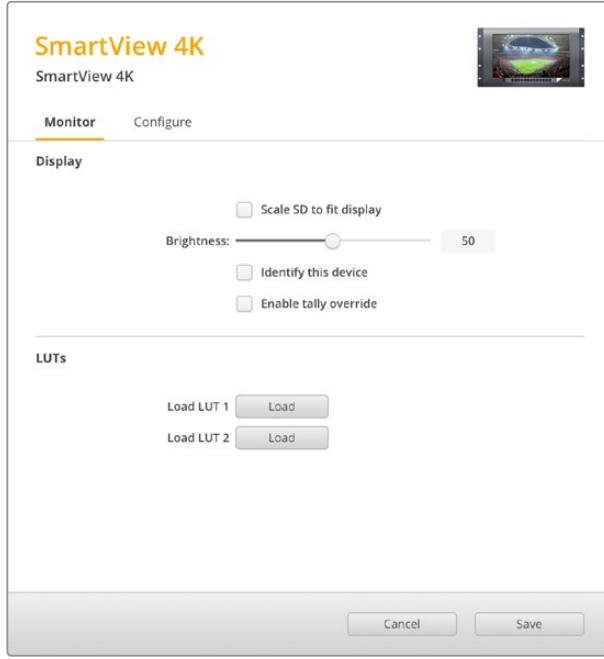 SmartView 4K
SmartView 4K
Monitor Configure
Display
Scale SD to fit display
Brightness: 50
Identify this device
Enable tally override
LUTs
Load LUT 1 Load
Load LUT 2 Load
Cancel Save